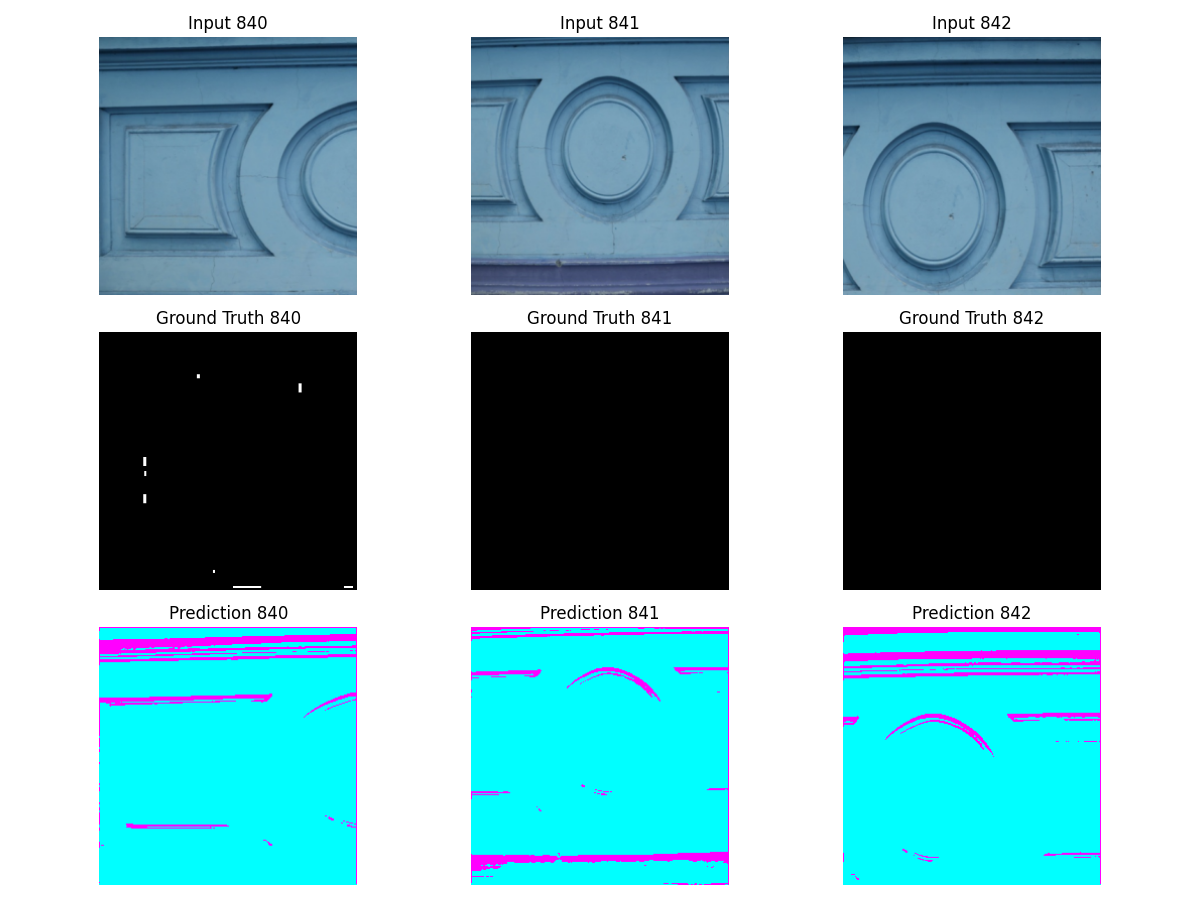 Input 840
Input 841
Input 842
Ground Truth 840
Ground Truth 841
Ground Truth 842
Prediction 840
Prediction 841
Prediction 842